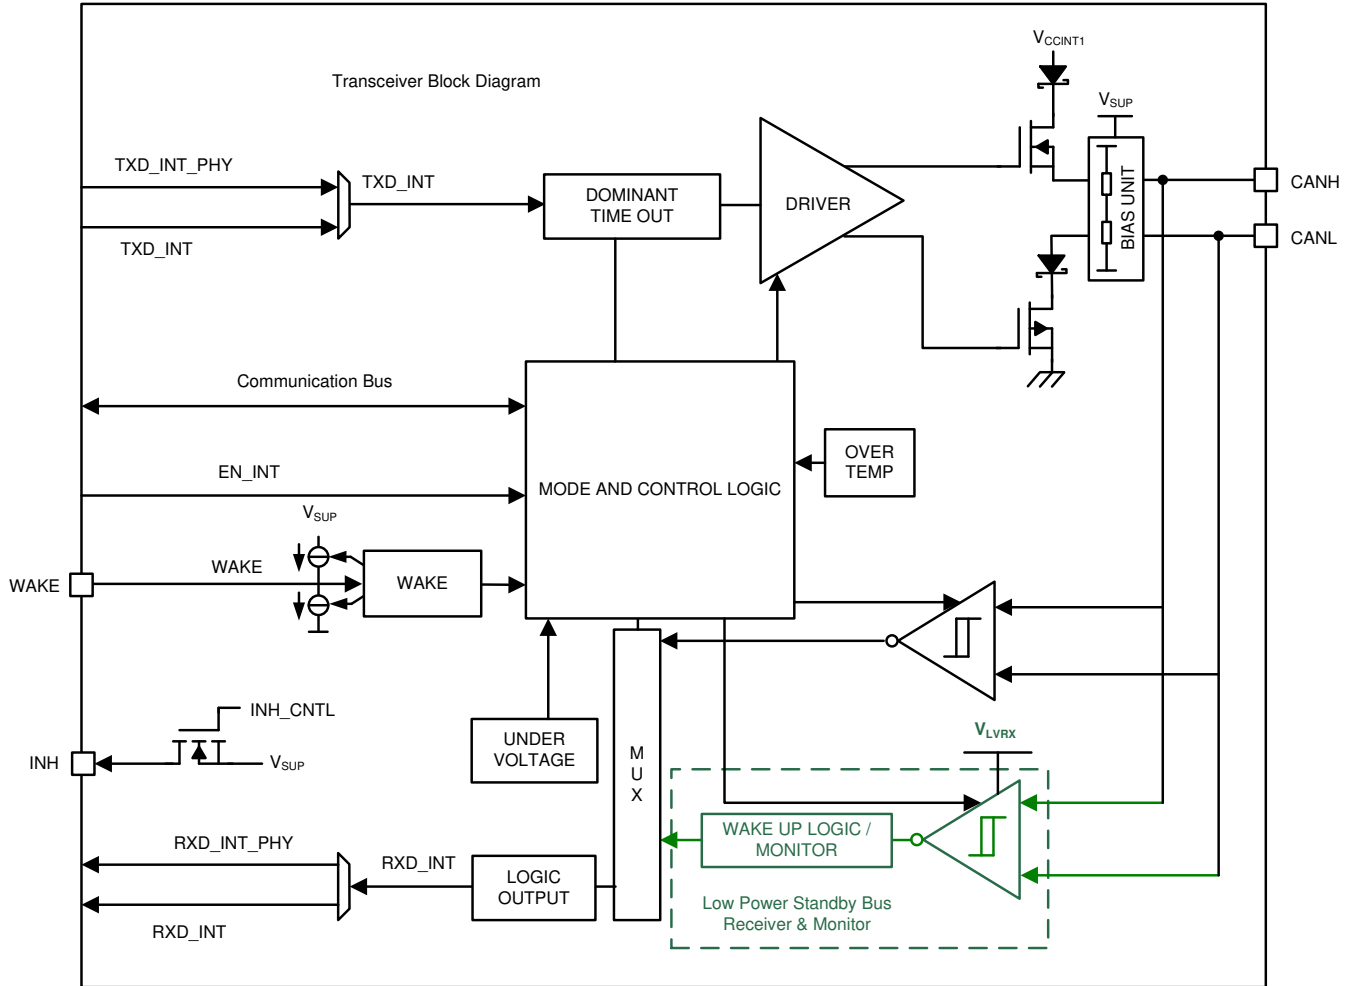 Transceiver Block Diagram
VCCINT1
VSUP
TXD_INT_PHY
TXD_INT
TXD_INT
DOMINANT
TIME OUT
DRIVER
BIAS UNIT
CANH
CANL
Communication Bus
EN_INT
MODE AND CONTROL LOGIC
OVER
TEMP
VSUP
WAKE
WAKE
WAKE
INH_CNTL
INH
VSUP
UNDER
VOLTAGE
M
U
X
VLVRX
WAKE UP LOGIC /
MONITOR
Low Power Standby Bus
Receiver & Monitor
RXD_INT_PHY
RXD_INT
RXD_INT
LOGIC
OUTPUT